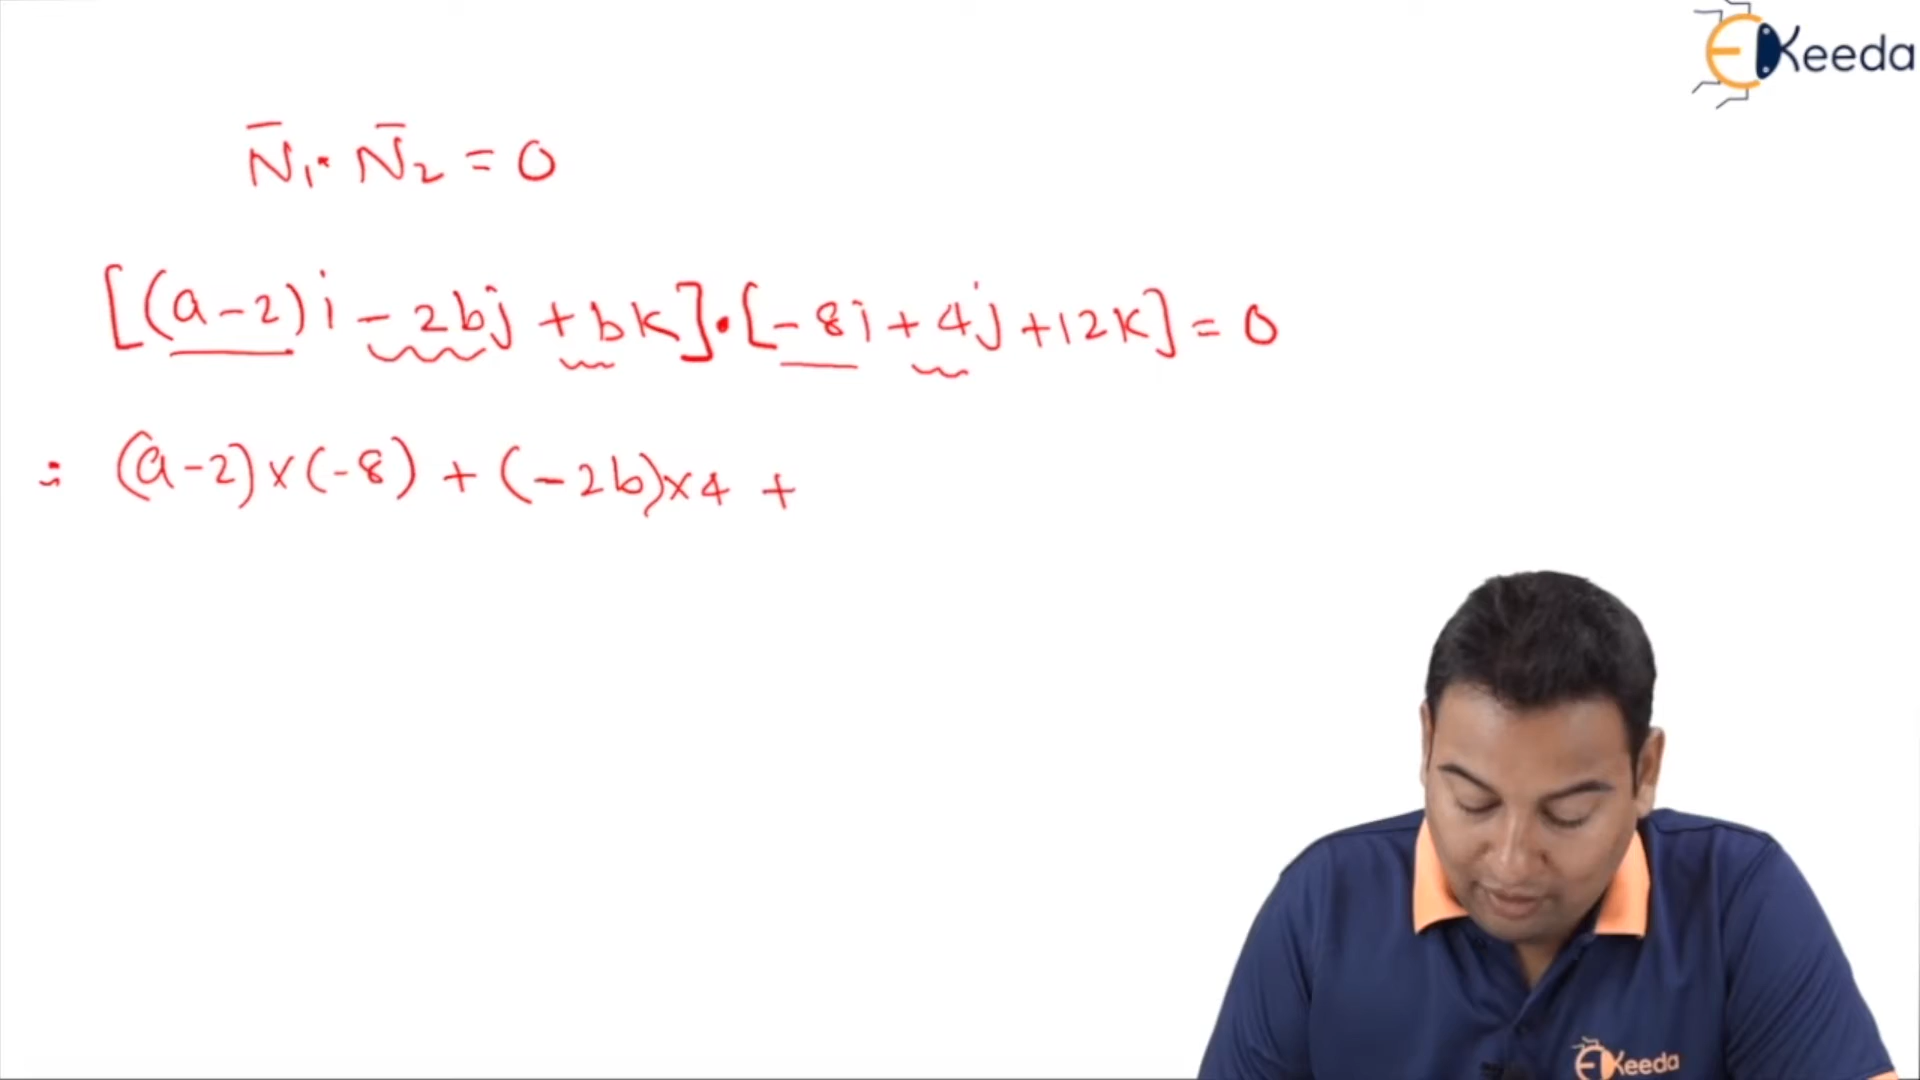 EKeeda
N̄₁·N̄₂ = 0
[(a-2)i - 2bj + bk]·[-8i + 4j + 12k] = 0
= (a-2)×(-8) + (-2b)×4 +
EKeeda